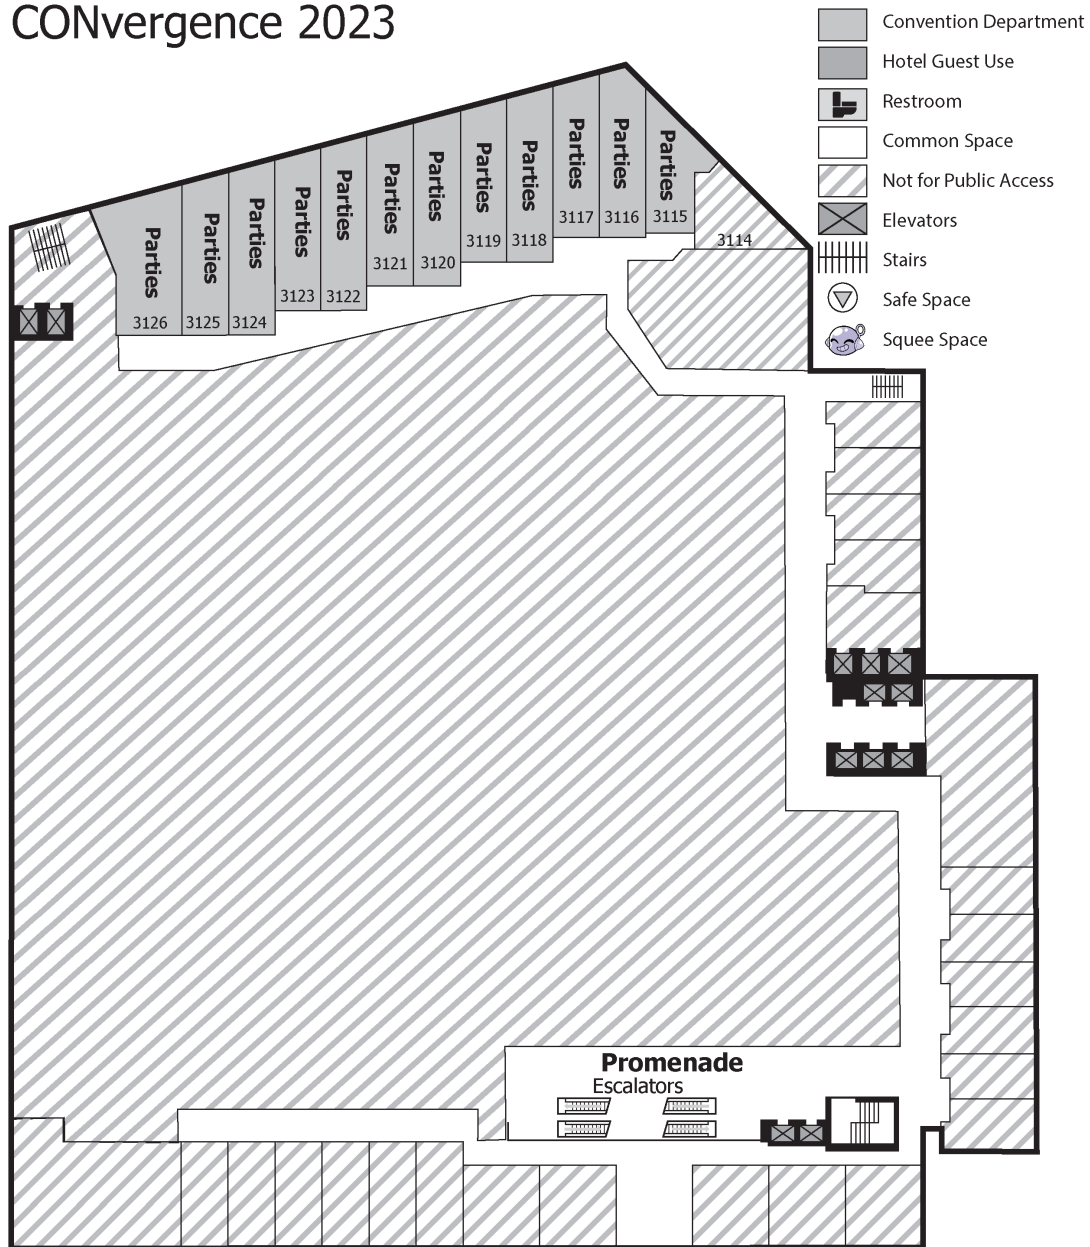 CONvergence 2023
Convention Department
Hotel Guest Use
Restroom
Common Space
Not for Public Access
Elevators
Stairs
Safe Space
Squee Space
Parties
3126
Parties
3125
Parties
3124
Parties
3123
Parties
3122
Parties
3121
Parties
3120
Parties
3119
Parties
3118
Parties
3117
Parties
3116
Parties
3115
3114
Promenade
Escalators